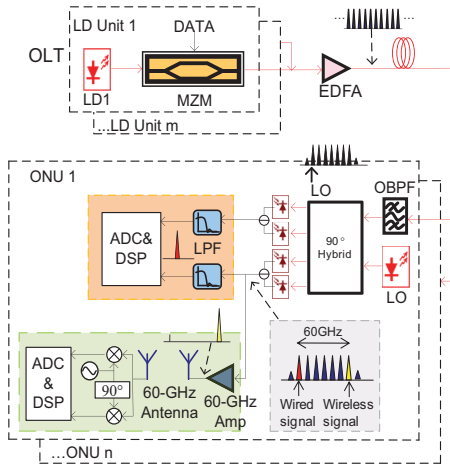 LD Unit 1
DATA
OLT
LD1
MZM
EDFA
...LD Unit m
ONU 1
LO
OBPF
ADC&
DSP
LPF
90°
Hybrid
LO
60GHz
ADC
&
DSP
90°
60-GHz
Antenna
60-GHz
Amp
Wired
signal
Wireless
signal
...ONU n